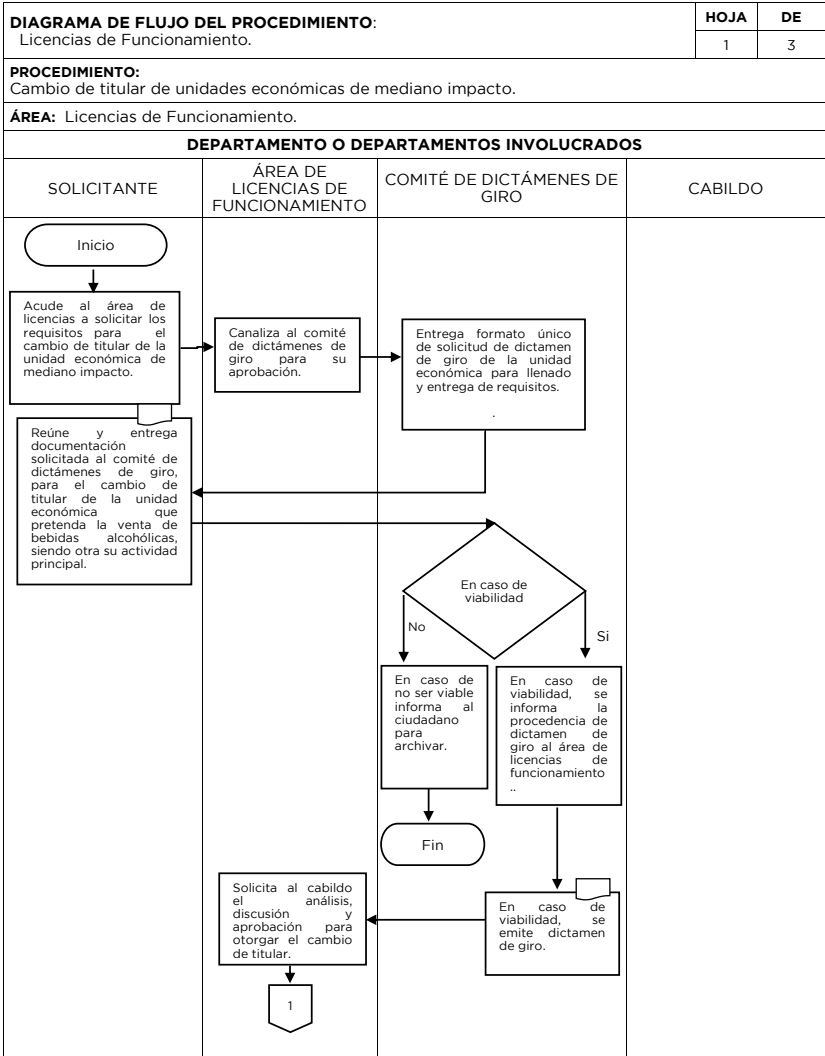 DIAGRAMA DE FLUJO DEL PROCEDIMIENTO:
Licencias de Funcionamiento.
HOJA DE
1 3
PROCEDIMIENTO:
Cambio de titular de unidades económicas de mediano impacto.
ÁREA: Licencias de Funcionamiento.
DEPARTAMENTO O DEPARTAMENTOS INVOLUCRADOS
SOLICITANTE
ÁREA DE
LICENCIAS DE
FUNCIONAMIENTO
COMITÉ DE DICTÁMENES DE
GIRO
CABILDO
Inicio
Acude al área de
licencias a solicitar los
requisitos para el
cambio de titular de la
unidad económica de
mediano impacto.
Canaliza al comité
de dictámenes de
giro para su
aprobación.
Entrega formato único
de solicitud de dictamen
de giro de la unidad
económica para llenado
y entrega de requisitos.
.
Reúne y entrega
documentación
solicitada al comité de
dictámenes de giro,
para el cambio de
titular de la unidad
económica que
pretenda la venta de
bebidas alcohólicas,
siendo otra su actividad
principal.
En caso de
viabilidad
No
Si
En caso de
no ser viable
informa al
ciudadano
para
archivar.
En caso de
viabilidad, se
informa la
procedencia de
dictamen de
giro al área de
licencias de
funcionamiento
..
Fin
Solicita al cabildo
el análisis,
discusión y
aprobación para
otorgar el cambio
de titular.
En caso de
viabilidad, se
emite dictamen
de giro.
1